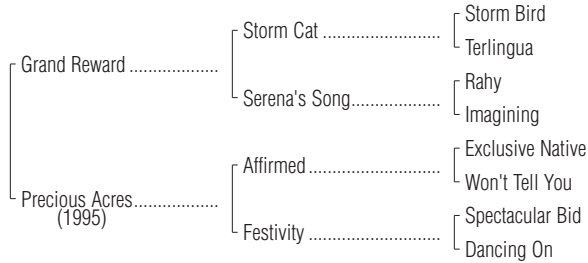 Storm Bird
Storm Cat ........................
Terlingua
Grand Reward ..................
Rahy
Serena's Song..................
Imagining
Exclusive Native
Affirmed ...........................
Won't Tell You
Precious Acres.................
(1995)
Spectacular Bid
Festivity ...........................
Dancing On